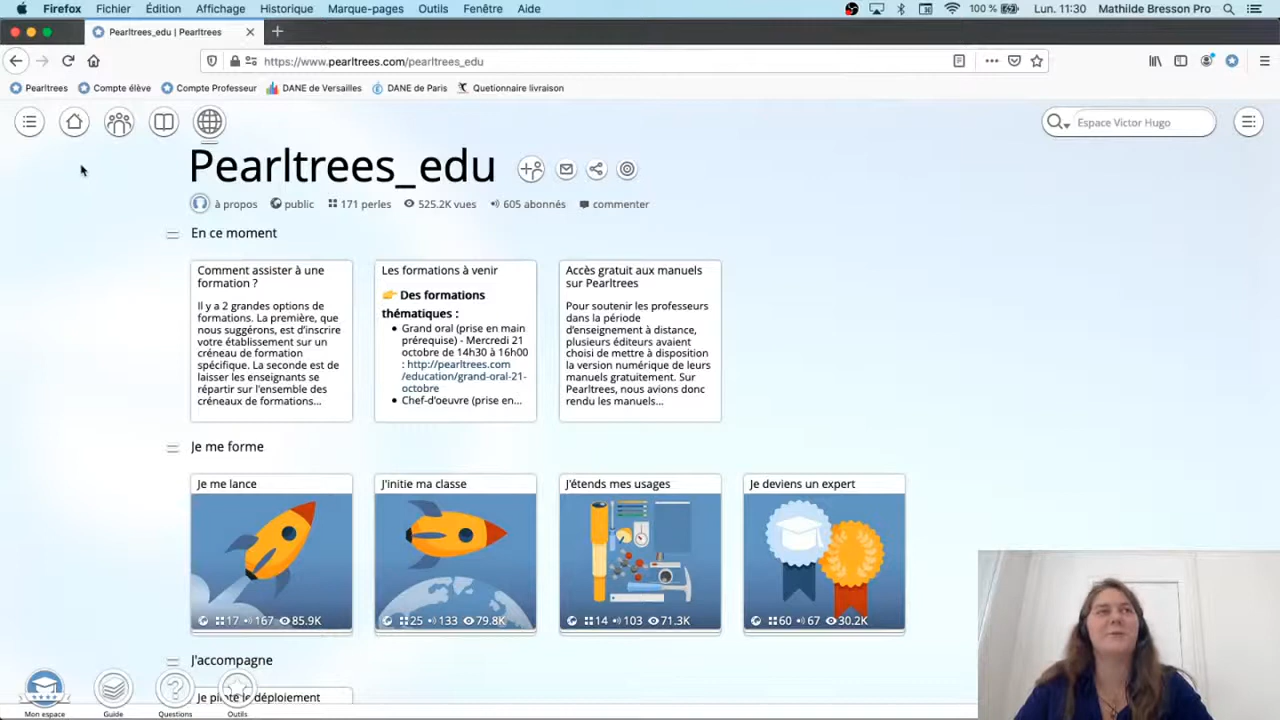 Firefox Fichier Édition Affichage Historique Marque-pages Outils Fenêtre Aide 100 % Lun. 11:30 Mathilde Bresson Pro
Pearltrees_edu | Pearltrees
https://www.pearltrees.com/pearltrees_edu
Pearltrees Compte élève Compte Professeur DANE de Versailles DANE de Paris Quetionnaire livraison
Espace Victor Hugo
Pearltrees_edu
à propos public 171 perles 525.2K vues 605 abonnés commenter
En ce moment
Comment assister à une
formation ?
Il y a 2 grandes options de
formations. La première, que
nous suggérons, est d'inscrire
votre établissement sur un
créneau de formation
spécifique. La seconde est de
laisser les enseignants se
répartir sur l'ensemble des
créneaux de formations...
Les formations à venir
👉 Des formations
thématiques :
• Grand oral (prise en main
prérequise) - Mercredi 21
octobre de 14h30 à 16h00
: http://pearltrees.com
/education/grand-oral-21-
octobre
• Chef-d'oeuvre (prise en...
Accès gratuit aux manuels
sur Pearltrees
Pour soutenir les professeurs
dans la période
d'enseignement à distance,
plusieurs éditeurs avaient
choisi de mettre à disposition
la version numérique de leurs
manuels gratuitement. Sur
Pearltrees, nous avions donc
rendu les manuels...
Je me forme
Je me lance
17 167 85.9K
J'initie ma classe
25 133 79.8K
J'étends mes usages
14 103 71.3K
Je deviens un expert
60 67 30.2K
J'accompagne
Je pilote le déploiement
Mon espace Guide Questions Outils